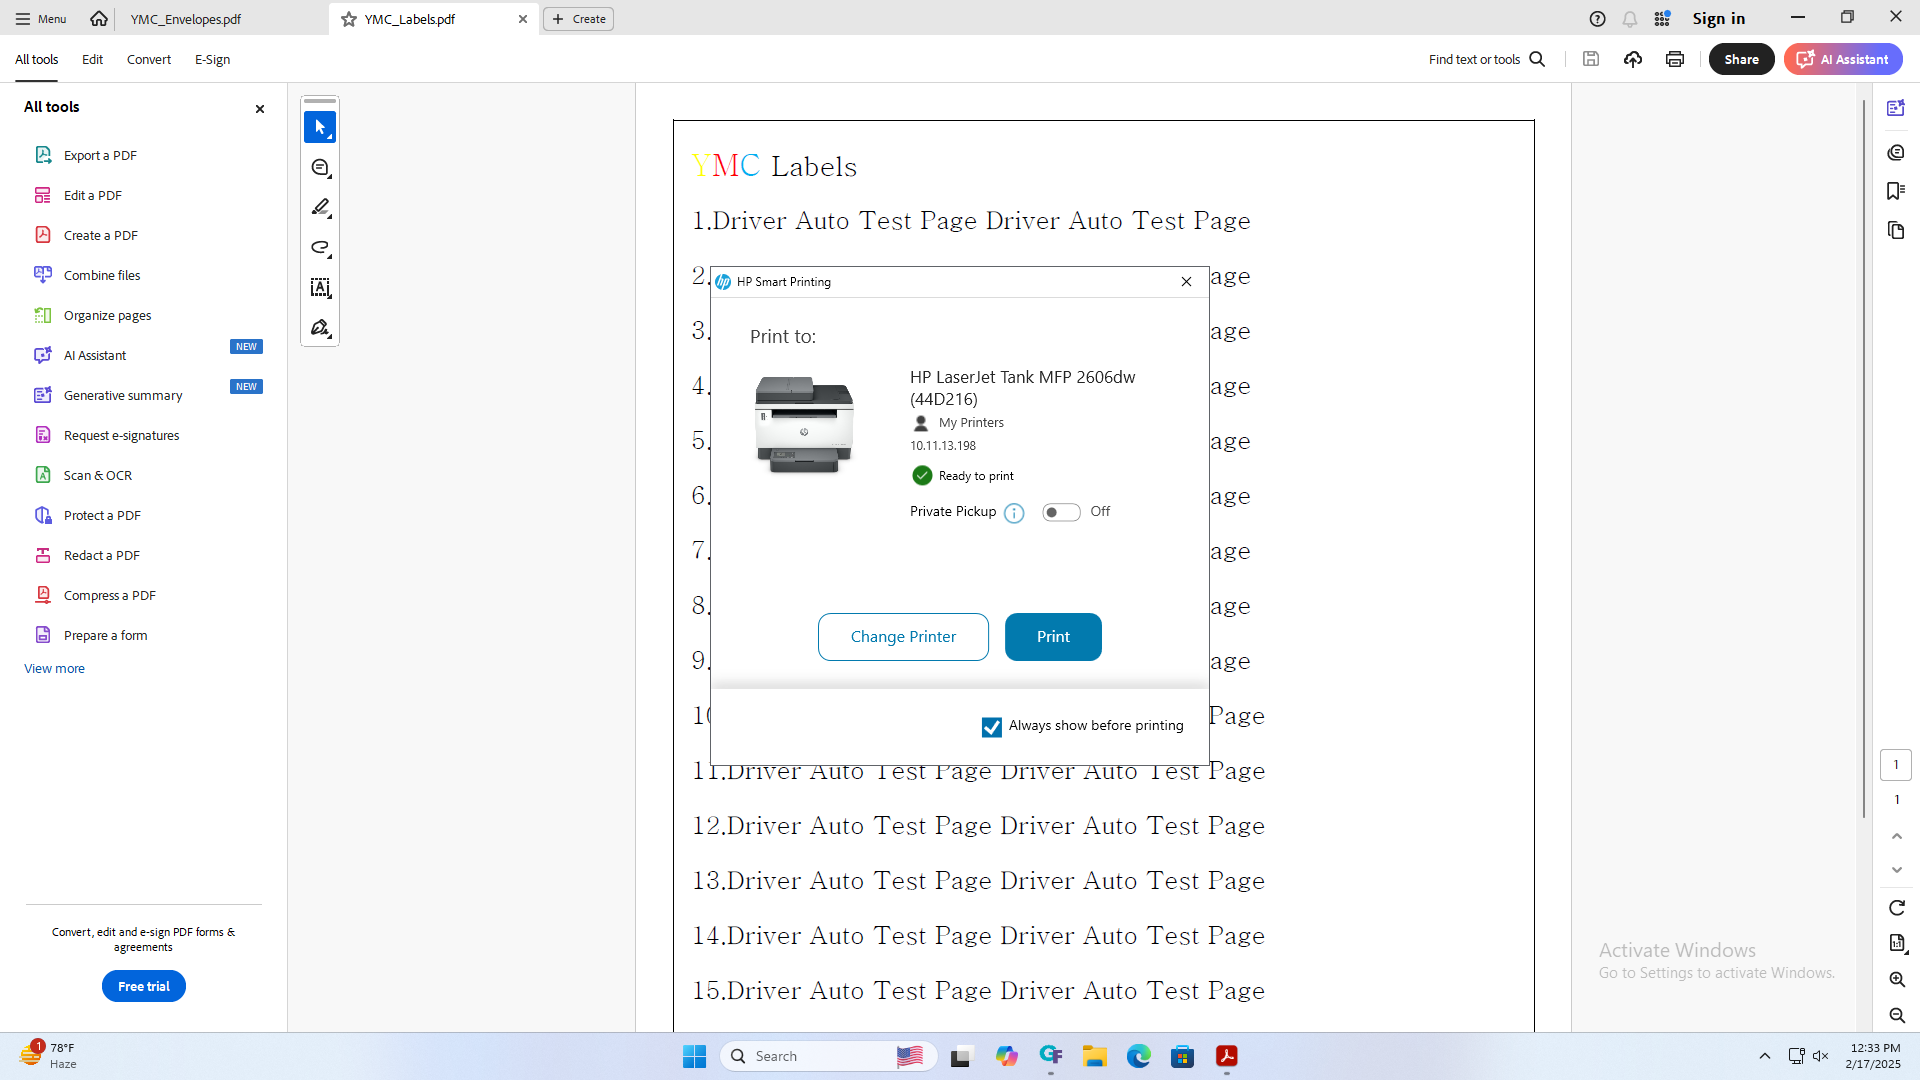 Menu
YMC_Envelopes.pdf
YMC_Labels.pdf
Create
Sign in
All tools
Edit
Convert
E-Sign
Find text or tools
Share
AI Assistant
All tools
Export a PDF
Edit a PDF
Create a PDF
Combine files
Organize pages
AI Assistant
NEW
Generative summary
NEW
Request e-signatures
Scan & OCR
Protect a PDF
Redact a PDF
Compress a PDF
Prepare a form
View more
Convert, edit and e-sign PDF forms &
agreements
Free trial
YMC Labels
1.Driver Auto Test Page Driver Auto Test Page
2. age
3. age
4. age
5. age
6. age
7. age
8. age
9. age
10 Page
11.Driver Auto Test Page Driver Auto Test Page
12.Driver Auto Test Page Driver Auto Test Page
13.Driver Auto Test Page Driver Auto Test Page
14.Driver Auto Test Page Driver Auto Test Page
15.Driver Auto Test Page Driver Auto Test Page
HP Smart Printing
Print to:
HP LaserJet Tank MFP 2606dw
(44D216)
My Printers
10.11.13.198
Ready to print
Private Pickup
Off
Change Printer
Print
Always show before printing
1
1
Activate Windows
Go to Settings to activate Windows.
1
78°F
Haze
Search
12:33 PM
2/17/2025